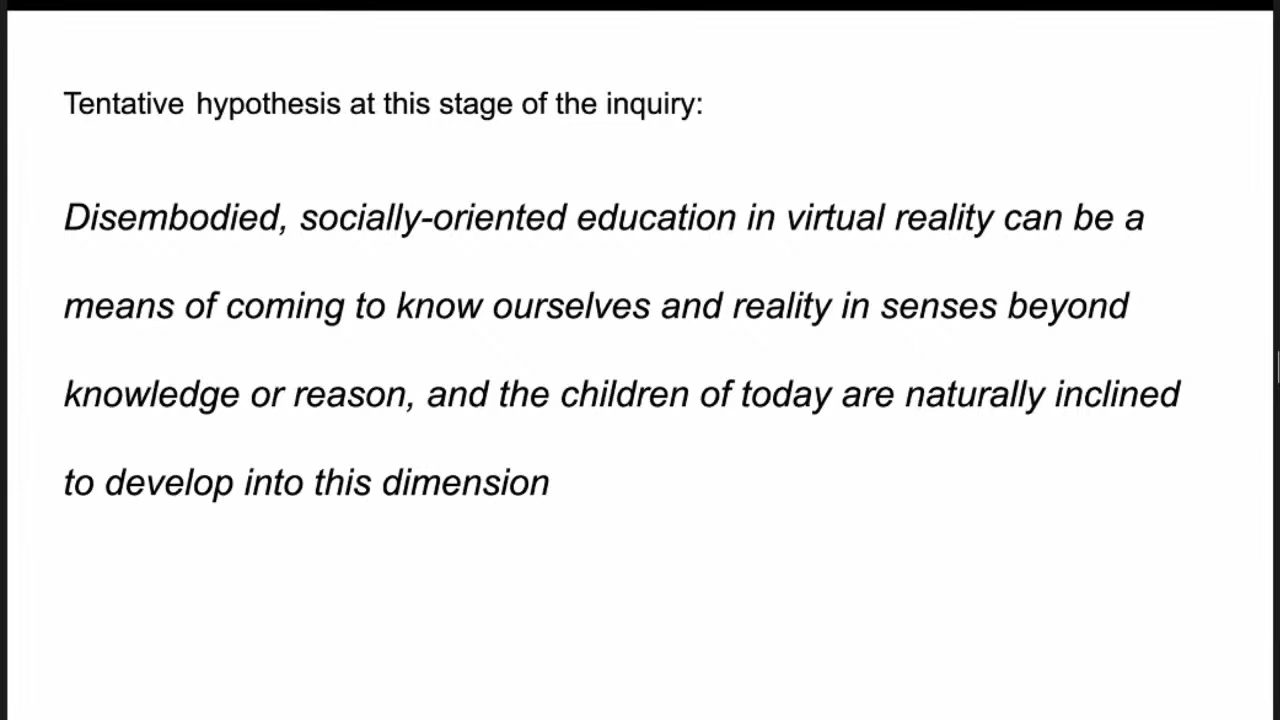 Tentative hypothesis at this stage of the inquiry:
Disembodied, socially-oriented education in virtual reality can be a
means of coming to know ourselves and reality in senses beyond
knowledge or reason, and the children of today are naturally inclined
to develop into this dimension